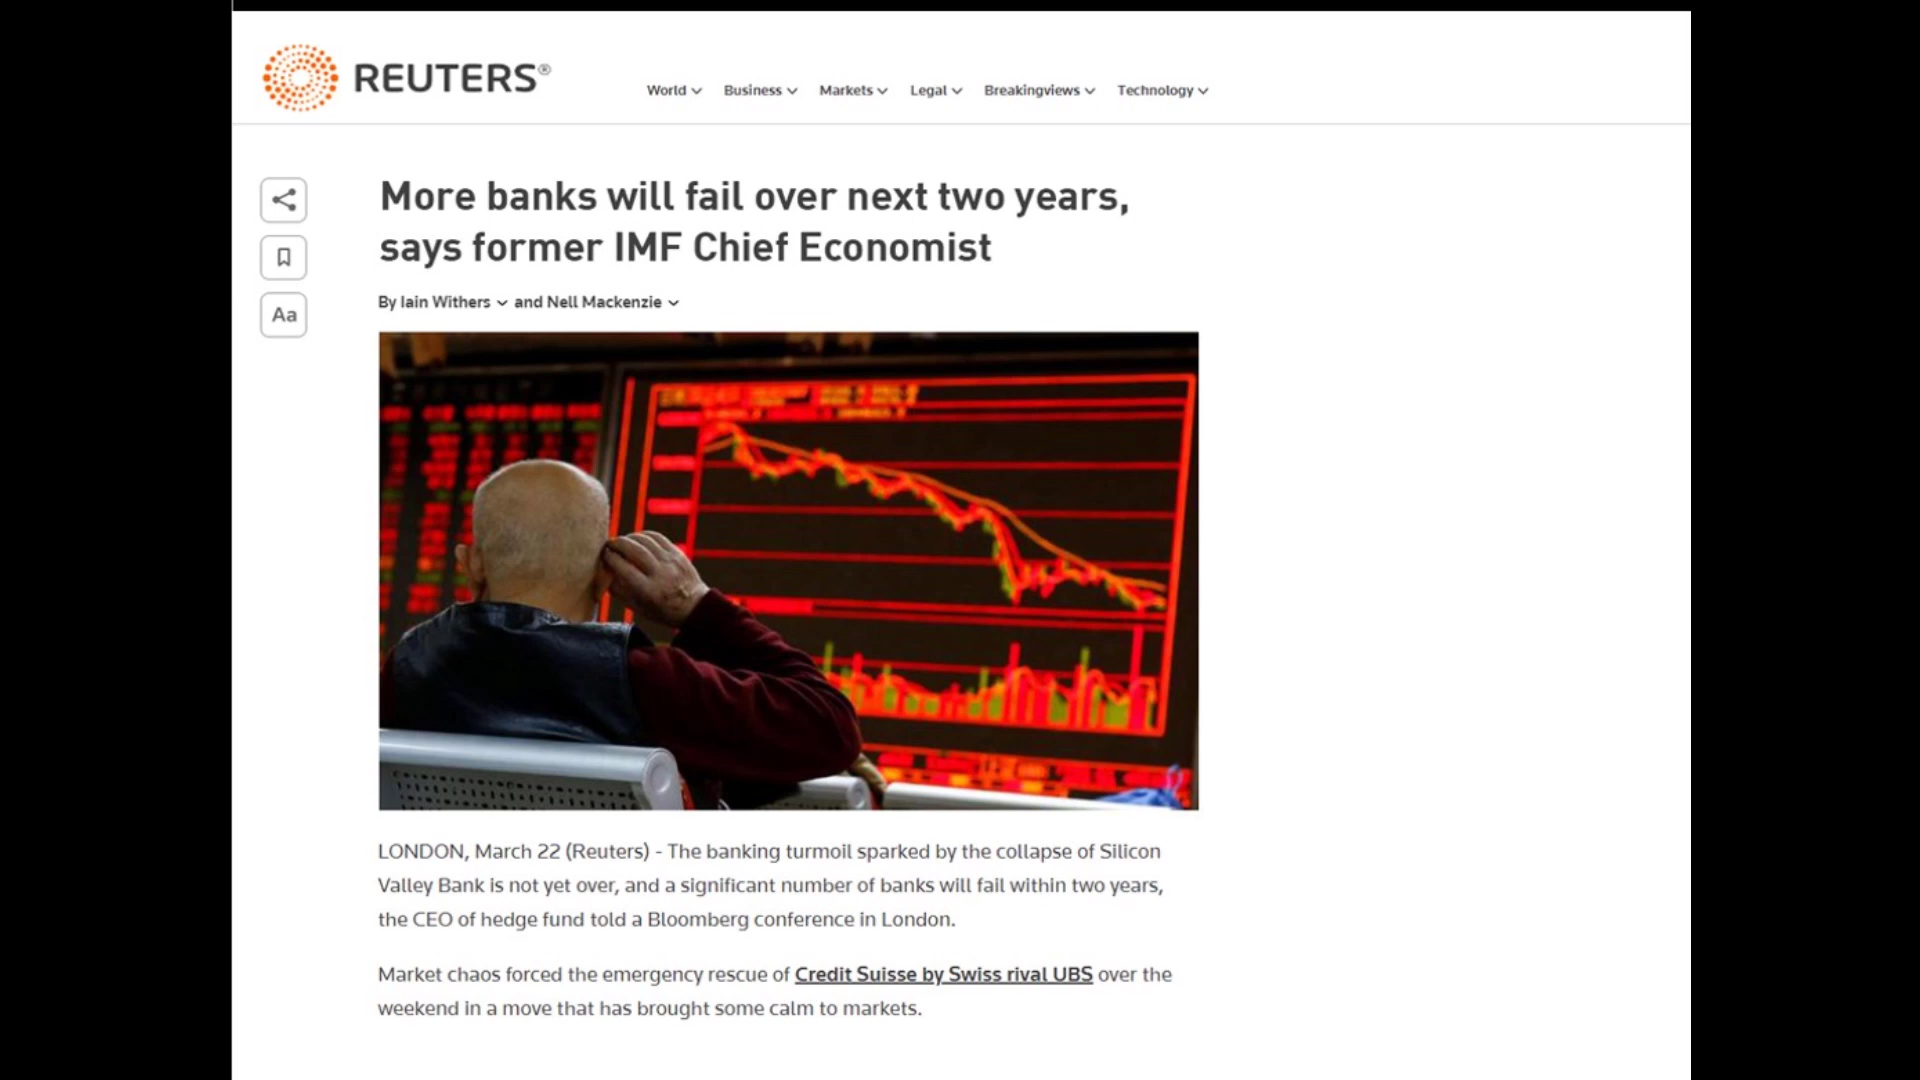 REUTERS®
World Business Markets Legal Breakingviews Technology
More banks will fail over next two years,
says former IMF Chief Economist
Aa
By Iain Withers and Nell Mackenzie
LONDON, March 22 (Reuters) - The banking turmoil sparked by the collapse of Silicon
Valley Bank is not yet over, and a significant number of banks will fail within two years,
the CEO of hedge fund told a Bloomberg conference in London.
Market chaos forced the emergency rescue of Credit Suisse by Swiss rival UBS over the
weekend in a move that has brought some calm to markets.